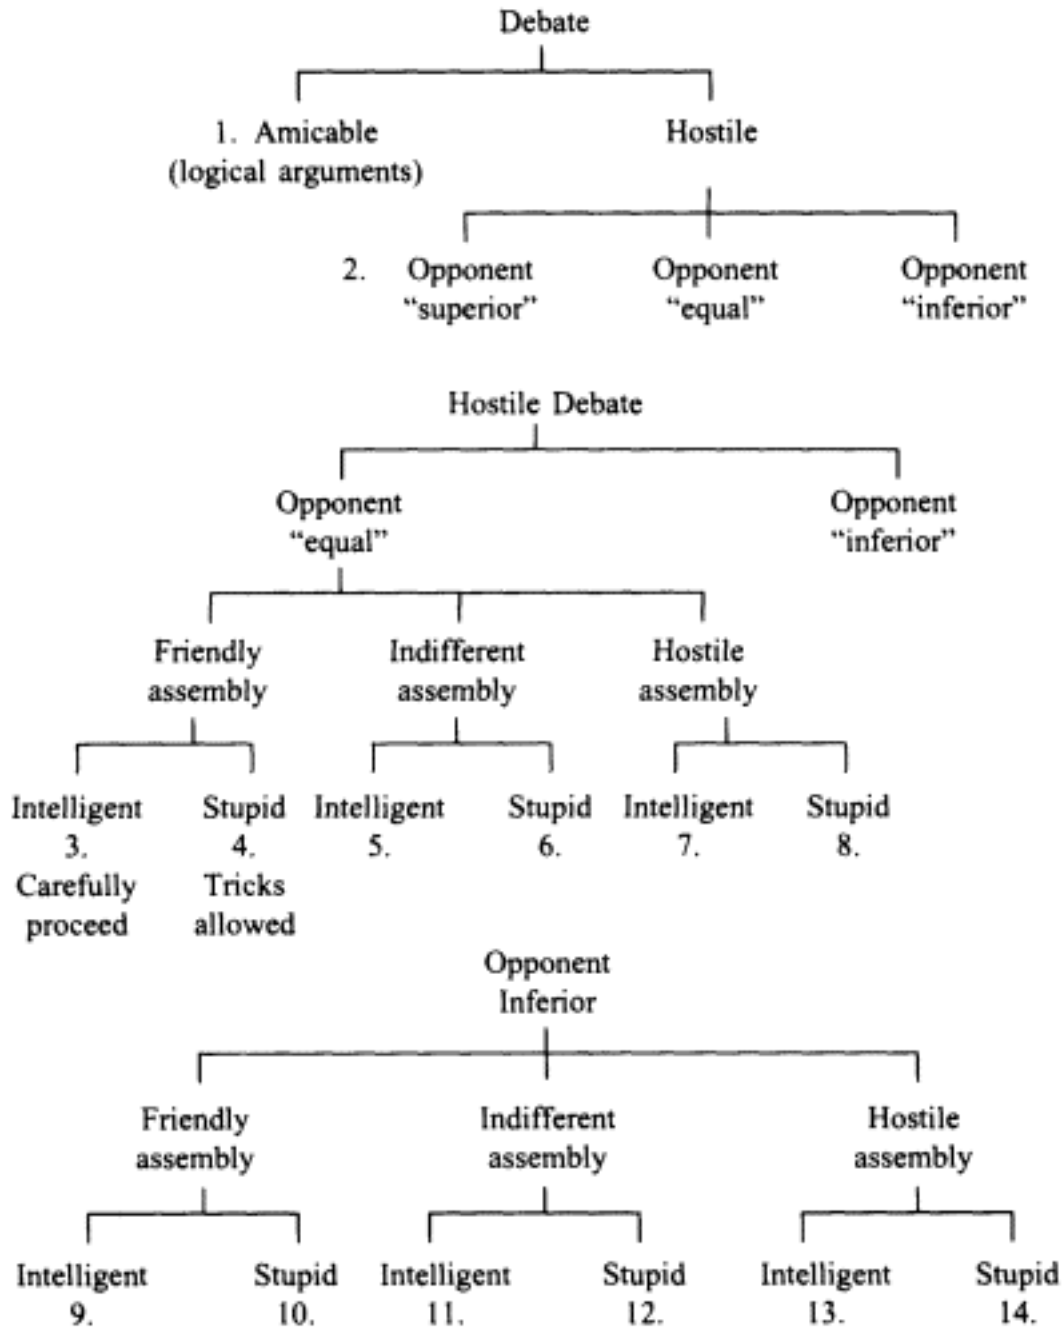 Debate
1. Amicable Hostile
(logical arguments)
2. Opponent Opponent Opponent
“superior” “equal” “inferior”
Hostile Debate
Opponent Opponent
“equal” “inferior”
Friendly Indifferent Hostile
assembly assembly assembly
Intelligent Stupid Intelligent Stupid Intelligent Stupid
3. 4. 5. 6. 7. 8.
Carefully Tricks
proceed allowed
Opponent
Inferior
Friendly Indifferent Hostile
assembly assembly assembly
Intelligent Stupid Intelligent Stupid Intelligent Stupid
9. 10. 11. 12. 13. 14.